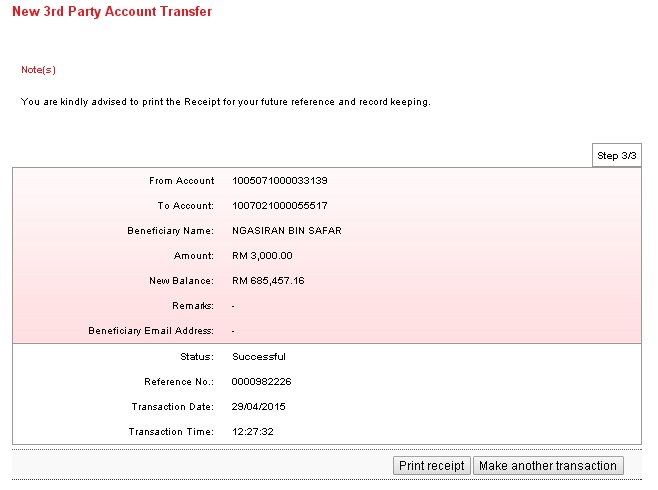 New 3rd Party Account Transfer
Note(s)
You are kindly advised to print the Receipt for your future reference and record keeping.
Step 3/3
From Account 1005071000033139
To Account: 1007021000055517
Beneficiary Name: NGASIRAN BIN SAFAR
Amount: RM 3,000.00
New Balance: RM 685,457.16
Remarks: -
Beneficiary Email Address: -
Status: Successful
Reference No.: 0000982226
Transaction Date: 29/04/2015
Transaction Time: 12:27:32
Print receipt Make another transaction